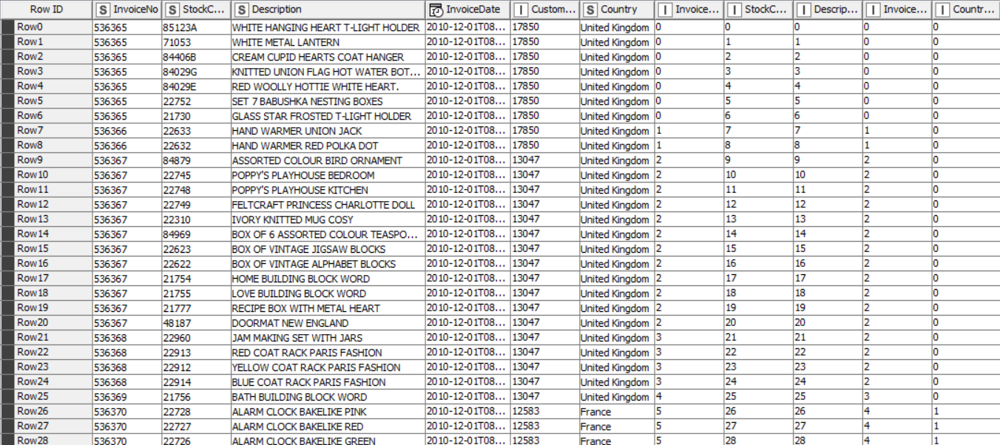 Row ID S InvoiceNo S StockC... S Description InvoiceDate I Custom... S Country I Invoice... I StockC... I Descrip... I Invoice... I Countr...
Row0 536365 85123A WHITE HANGING HEART T-LIGHT HOLDER 2010-12-01T08... 17850 United Kingdom 0 0 0 0 0
Row1 536365 71053 WHITE METAL LANTERN 2010-12-01T08... 17850 United Kingdom 0 1 1 0 0
Row2 536365 84406B CREAM CUPID HEARTS COAT HANGER 2010-12-01T08... 17850 United Kingdom 0 2 2 0 0
Row3 536365 84029G KNITTED UNION FLAG HOT WATER BOT... 2010-12-01T08... 17850 United Kingdom 0 3 3 0 0
Row4 536365 84029E RED WOOLLY HOTTIE WHITE HEART. 2010-12-01T08... 17850 United Kingdom 0 4 4 0 0
Row5 536365 22752 SET 7 BABUSHKA NESTING BOXES 2010-12-01T08... 17850 United Kingdom 0 5 5 0 0
Row6 536365 21730 GLASS STAR FROSTED T-LIGHT HOLDER 2010-12-01T08... 17850 United Kingdom 0 6 6 0 0
Row7 536366 22633 HAND WARMER UNION JACK 2010-12-01T08... 17850 United Kingdom 1 7 7 1 0
Row8 536366 22632 HAND WARMER RED POLKA DOT 2010-12-01T08... 17850 United Kingdom 1 8 8 1 0
Row9 536367 84879 ASSORTED COLOUR BIRD ORNAMENT 2010-12-01T08... 13047 United Kingdom 2 9 9 2 0
Row10 536367 22745 POPPY'S PLAYHOUSE BEDROOM 2010-12-01T08... 13047 United Kingdom 2 10 10 2 0
Row11 536367 22748 POPPY'S PLAYHOUSE KITCHEN 2010-12-01T08... 13047 United Kingdom 2 11 11 2 0
Row12 536367 22749 FELTCRAFT PRINCESS CHARLOTTE DOLL 2010-12-01T08... 13047 United Kingdom 2 12 12 2 0
Row13 536367 22310 IVORY KNITTED MUG COSY 2010-12-01T08... 13047 United Kingdom 2 13 13 2 0
Row14 536367 84969 BOX OF 6 ASSORTED COLOUR TEASPO... 2010-12-01T08... 13047 United Kingdom 2 14 14 2 0
Row15 536367 22623 BOX OF VINTAGE JIGSAW BLOCKS 2010-12-01T08... 13047 United Kingdom 2 15 15 2 0
Row16 536367 22622 BOX OF VINTAGE ALPHABET BLOCKS 2010-12-01T08... 13047 United Kingdom 2 16 16 2 0
Row17 536367 21754 HOME BUILDING BLOCK WORD 2010-12-01T08... 13047 United Kingdom 2 17 17 2 0
Row18 536367 21755 LOVE BUILDING BLOCK WORD 2010-12-01T08... 13047 United Kingdom 2 18 18 2 0
Row19 536367 21777 RECIPE BOX WITH METAL HEART 2010-12-01T08... 13047 United Kingdom 2 19 19 2 0
Row20 536367 48187 DOORMAT NEW ENGLAND 2010-12-01T08... 13047 United Kingdom 2 20 20 2 0
Row21 536368 22960 JAM MAKING SET WITH JARS 2010-12-01T08... 13047 United Kingdom 3 21 21 2 0
Row22 536368 22913 RED COAT RACK PARIS FASHION 2010-12-01T08... 13047 United Kingdom 3 22 22 2 0
Row23 536368 22912 YELLOW COAT RACK PARIS FASHION 2010-12-01T08... 13047 United Kingdom 3 23 23 2 0
Row24 536368 22914 BLUE COAT RACK PARIS FASHION 2010-12-01T08... 13047 United Kingdom 3 24 24 2 0
Row25 536369 21756 BATH BUILDING BLOCK WORD 2010-12-01T08... 13047 United Kingdom 4 25 25 3 0
Row26 536370 22728 ALARM CLOCK BAKELIKE PINK 2010-12-01T08... 12583 France 5 26 26 4 1
Row27 536370 22727 ALARM CLOCK BAKELIKE RED 2010-12-01T08... 12583 France 5 27 27 4 1
Row28 536370 22726 ALARM CLOCK BAKELIKE GREEN 2010-12-01T08... 12583 France 5 28 28 4 1